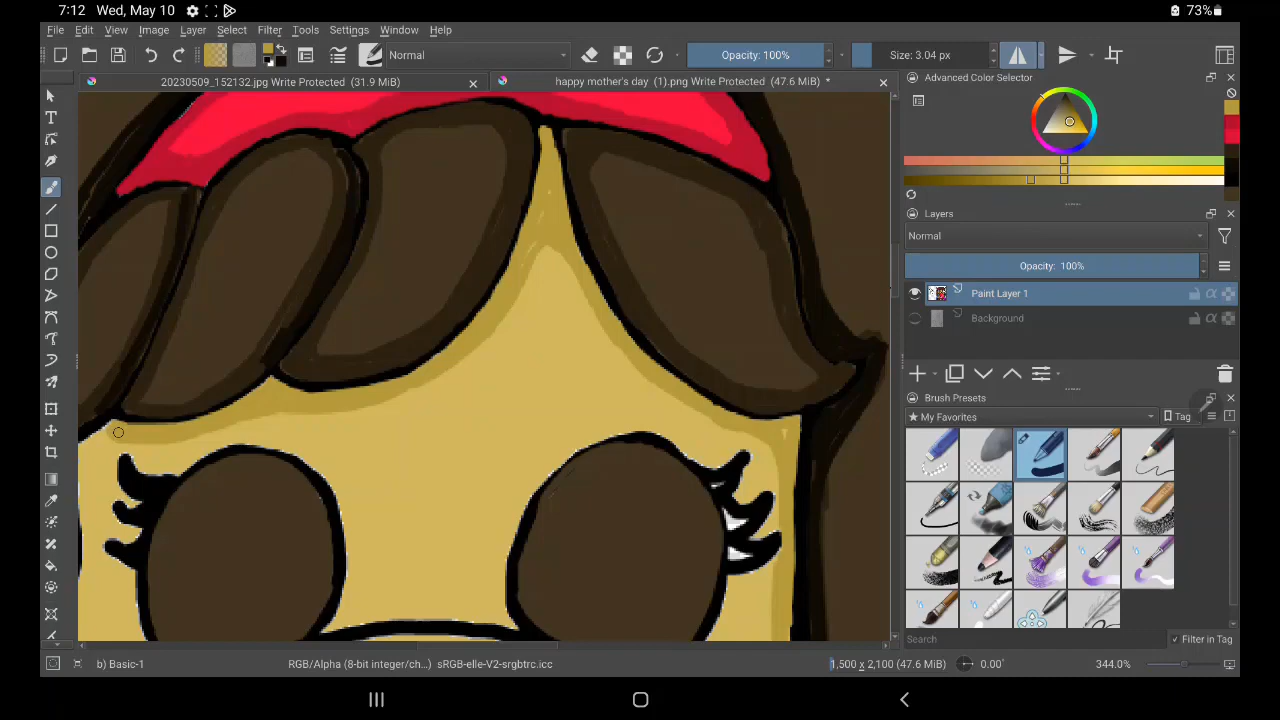 7:12 Wed, May 10
73%
File Edit View Image Layer Select Filter Tools Settings Window Help
Normal
Opacity: 100%
Size: 3.04 px
20230509_152132.jpg Write Protected (31.9 MiB)
happy mother's day (1).png Write Protected (47.6 MiB) *
Advanced Color Selector
Layers
Normal
Opacity: 100%
Paint Layer 1
Background
Brush Presets
My Favorites
Tag
Search
Filter in Tag
b) Basic-1
RGB/Alpha (8-bit integer/ch...) sRGB-elle-V2-srgbtrc.icc
1,500 x 2,100 (47.6 MiB)
0.00°
344.0%